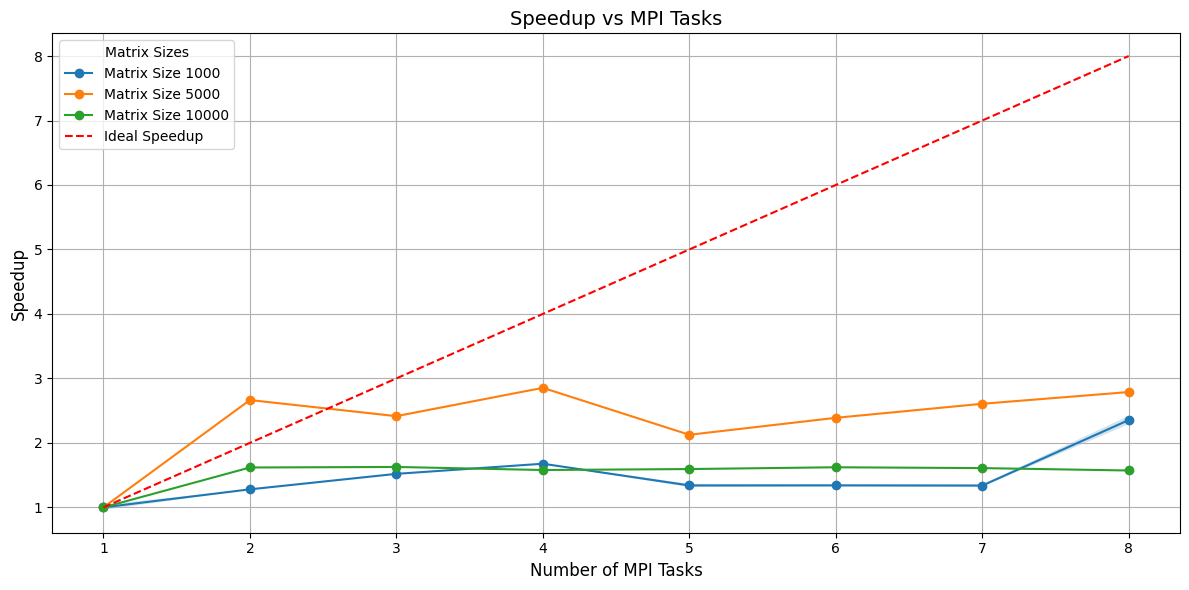 Speedup vs MPI Tasks
Matrix Sizes
Matrix Size 1000
Matrix Size 5000
Matrix Size 10000
Ideal Speedup
8
7
6
5
4
3
2
1
Speedup
1 2 3 4 5 6 7 8
Number of MPI Tasks